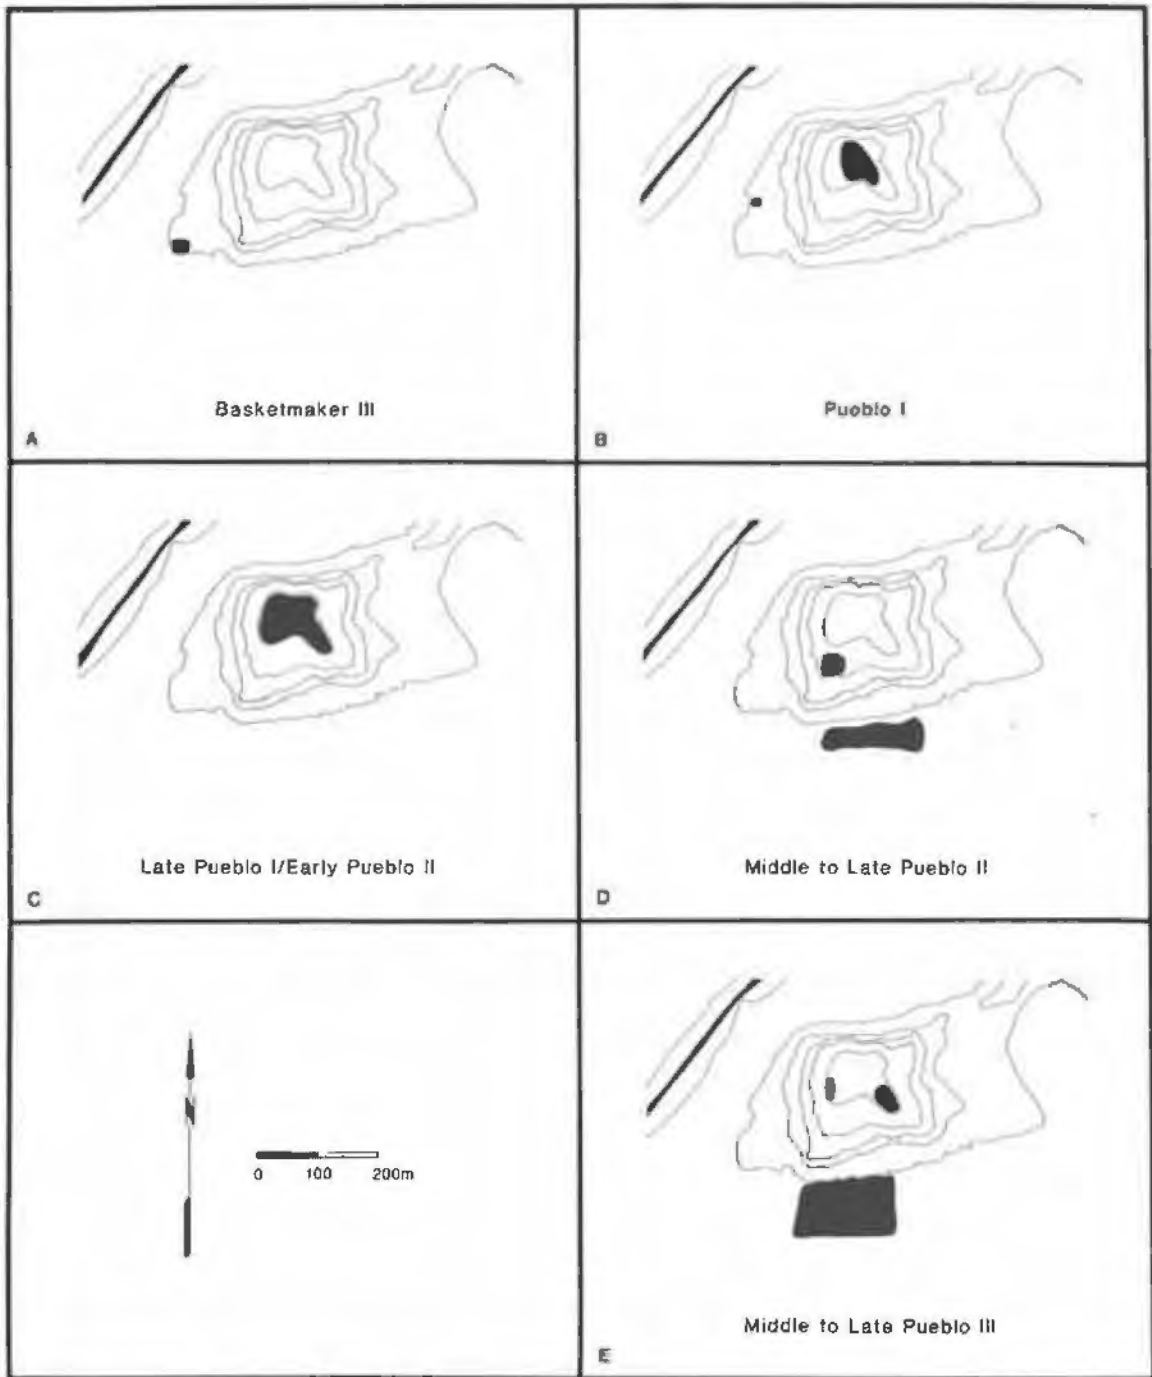 Basketmaker III
A
Pueblo I
B
Late Pueblo I/Early Pueblo II
C
Middle to Late Pueblo II
D
0 100 200m
Middle to Late Pueblo III
E